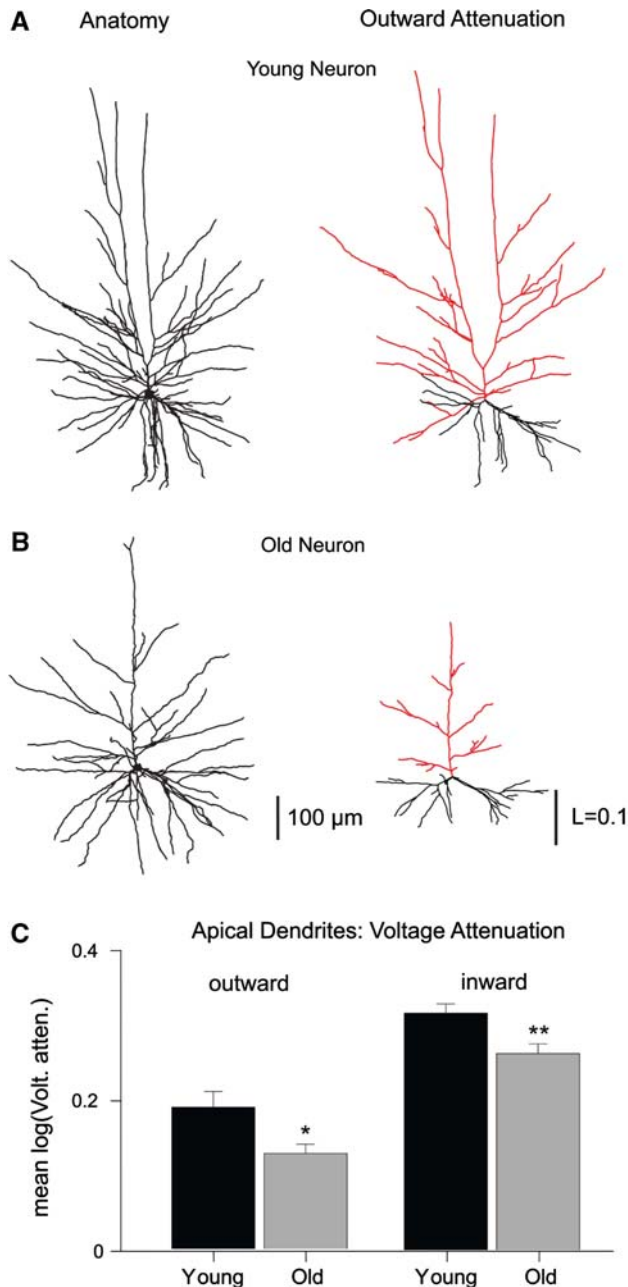 A
Anatomy
Outward Attenuation
Young Neuron
B
Old Neuron
100 µm
L=0.1
C
Apical Dendrites: Voltage Attenuation
outward
inward
mean log(Volt. atten.)
0.4
0.2
0
*
**
Young
Old
Young
Old